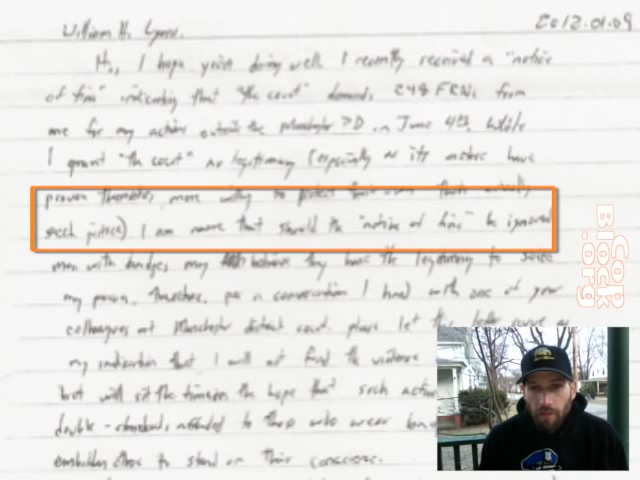 William H. Lynn. 2012.01.09
Hi, I hope you're doing well. I recently received a "notice
of fine" indicating that "the court" demands 248 FRNs from
me for my actions outside the Manchester PD on June 4th. While
I grant "the court" no legitimacy (especially as its actors have
proven themselves more willing to protect their own than actually
seek justice) I am aware that should the "notice of fine" be ignored
men with badges may believe they have the legitimacy to seize
my person. Therefore, per a conversation I had with one of your
colleagues at Manchester district court, please let this letter serve as
my indication that I will not fund the violence
but will sit the time in the hope that such action
double-standards afforded to those who wear
embolden others to stand on their conscience.
CopBlock.org